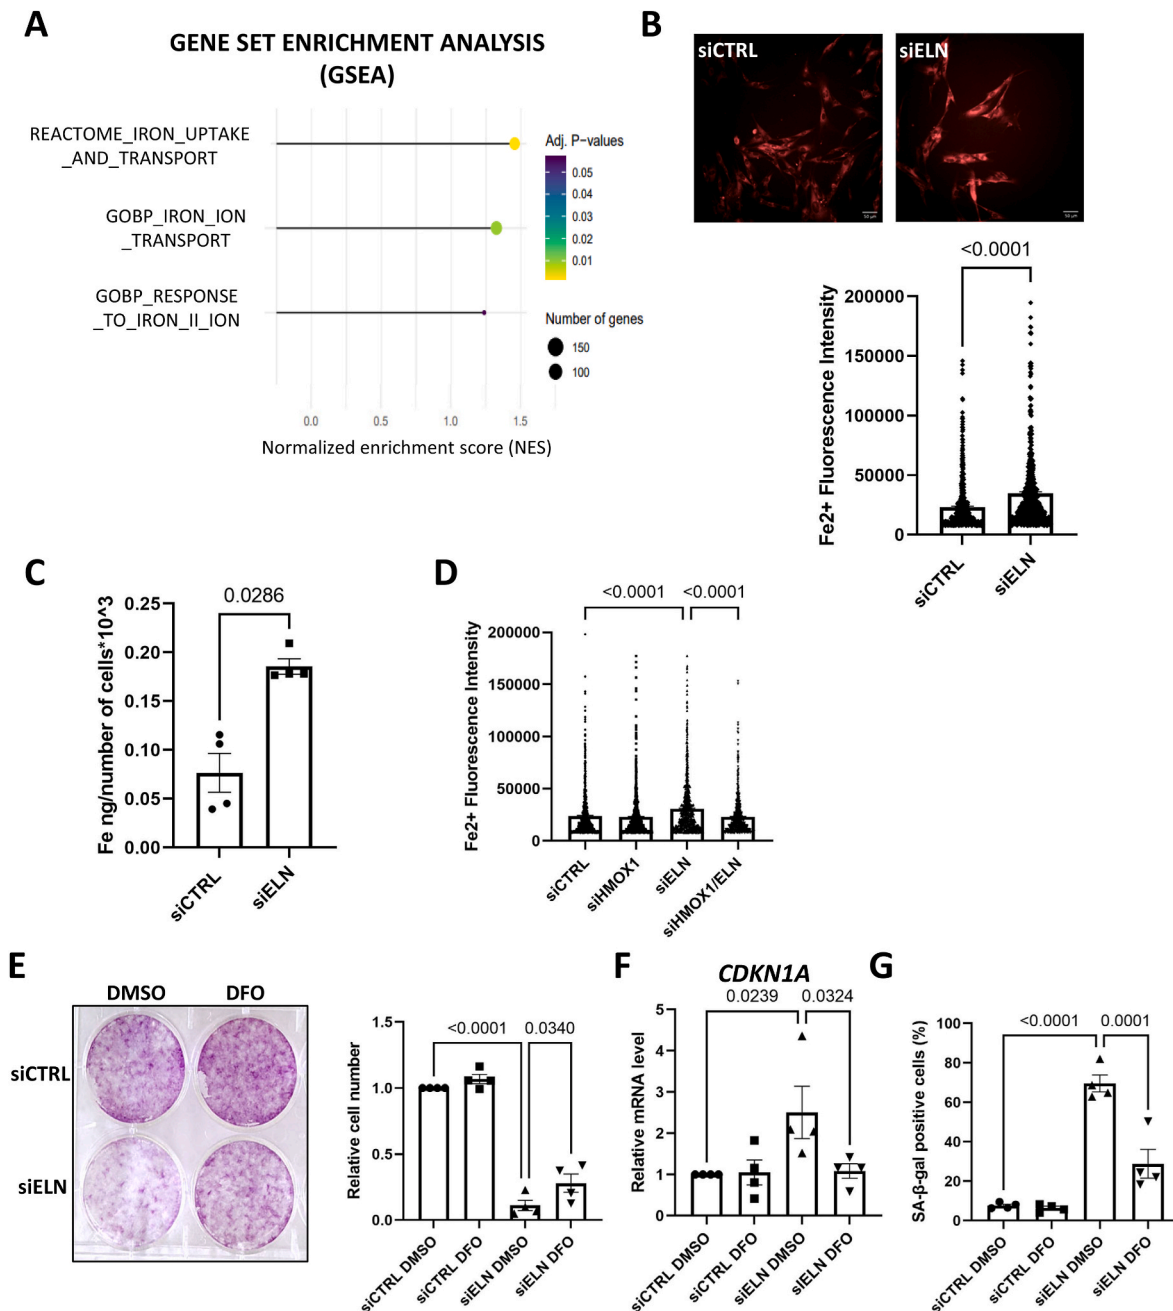 A
GENE SET ENRICHMENT ANALYSIS
(GSEA)
REACTOME_IRON_UPTAKE
_AND_TRANSPORT
GOBP_IRON_ION
_TRANSPORT
GOBP_RESPONSE
_TO_IRON_II_ION
Adj. P-values
0.05
0.04
0.03
0.02
0.01
Number of genes
150
100
0.0 0.5 1.0 1.5
Normalized enrichment score (NES)
B
siCTRL
siELN
50 µm
50 µm
<0.0001
Fe2+ Fluorescence Intensity
200000
150000
100000
50000
0
siCTRL
siELN
C
0.0286
Fe ng/number of cells*10^3
0.25
0.20
0.15
0.10
0.05
0.00
siCTRL
siELN
D
<0.0001 <0.0001
Fe2+ Fluorescence Intensity
200000
150000
100000
50000
0
siCTRL
siHMOX1
siELN
siHMOX1/ELN
E
DMSO DFO
siCTRL
siELN
<0.0001 0.0340
Relative cell number
1.5
1.0
0.5
0.0
siCTRL DMSO
siCTRL DFO
siELN DMSO
siELN DFO
F
CDKN1A
0.0239 0.0324
Relative mRNA level
5
4
3
2
1
0
siCTRL DMSO
siCTRL DFO
siELN DMSO
siELN DFO
G
<0.0001 0.0001
SA-β-gal positive cells (%)
100
80
60
40
20
0
siCTRL DMSO
siCTRL DFO
siELN DMSO
siELN DFO